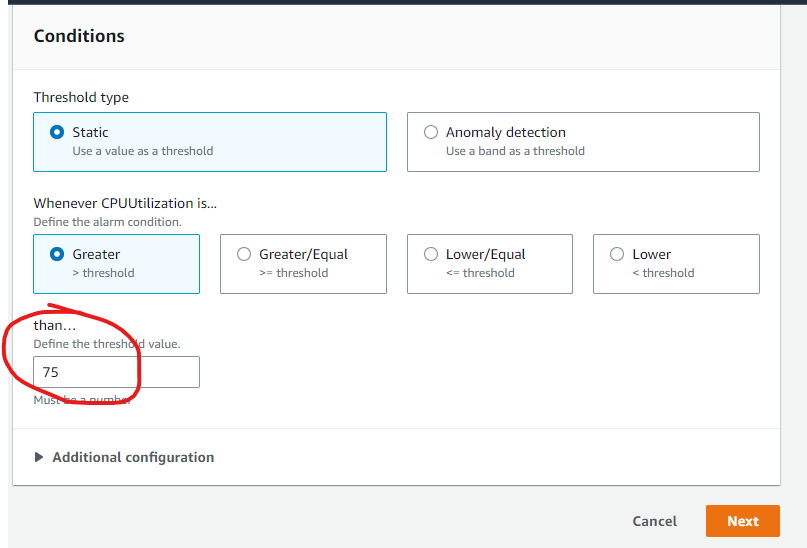 Conditions
Threshold type
Static
Use a value as a threshold
Anomaly detection
Use a band as a threshold
Whenever CPUUtilization is...
Define the alarm condition.
Greater
> threshold
Greater/Equal
>= threshold
Lower/Equal
<= threshold
Lower
< threshold
than...
Define the threshold value.
75
Must be a number
Additional configuration
Cancel
Next